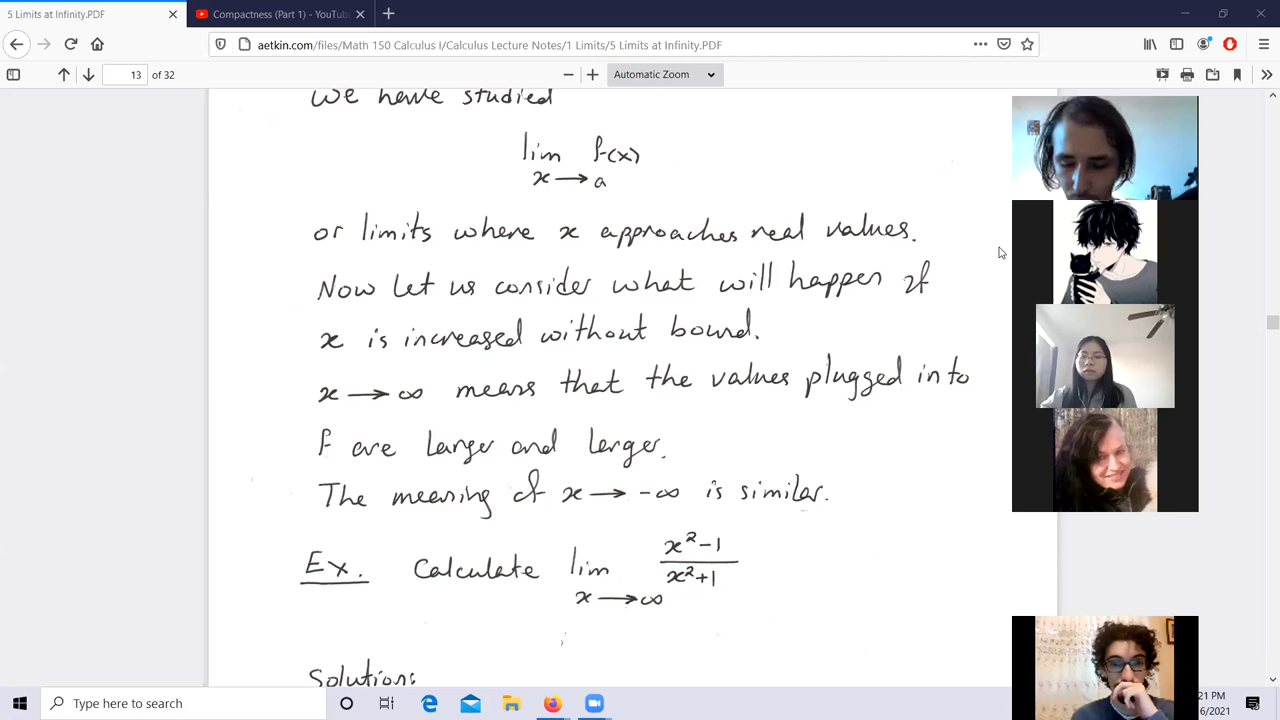 5 Limits at Infinity.PDF
Compactness (Part 1) - YouTube
aetkin.com/files/Math 150 Calculus I/Calculus Lecture Notes/1 Limits/5 Limits at Infinity.PDF
13 of 32
Automatic Zoom
We have studied
lim f(x)
x → a
or limits where x approaches real values.
Now let us consider what will happen if
x is increased without bound.
x → ∞ means that the values plugged into
f are larger and larger.
The meaning of x → -∞ is similar.
Ex. Calculate lim x²-1
x²+1
x → ∞
Solution:
Type here to search
21 PM
6/2021